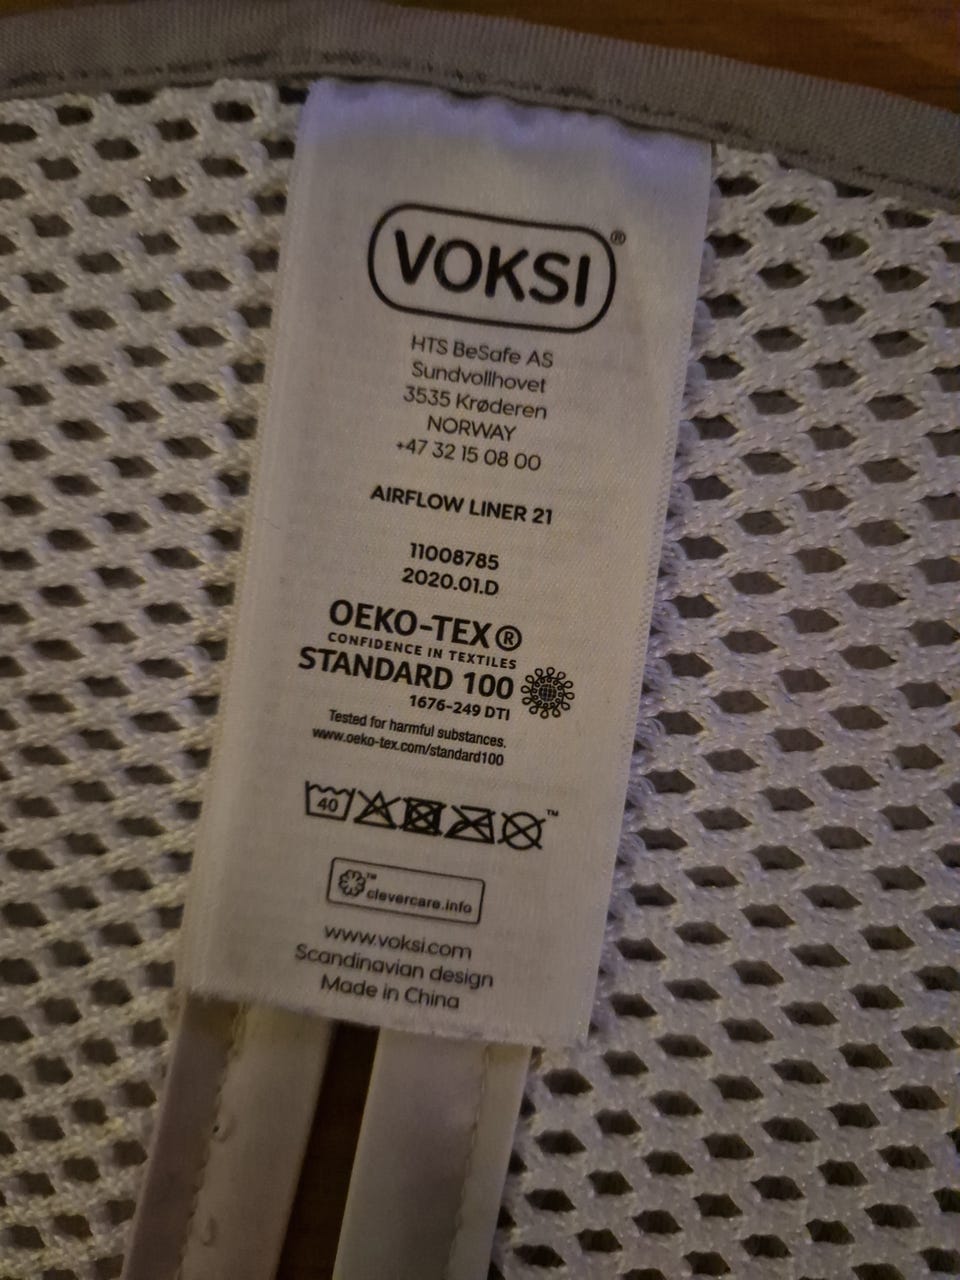 VOKSI®
HTS BeSafe AS
Sundvollhovet
3535 Krøderen
NORWAY
+47 32 15 08 00
AIRFLOW LINER 21
11008785
2020.01.D
OEKO-TEX®
CONFIDENCE IN TEXTILES
STANDARD 100
1676-249 DTI
Tested for harmful substances.
www.oeko-tex.com/standard100
40 ™
™ clevercare.info
www.voksi.com
Scandinavian design
Made in China